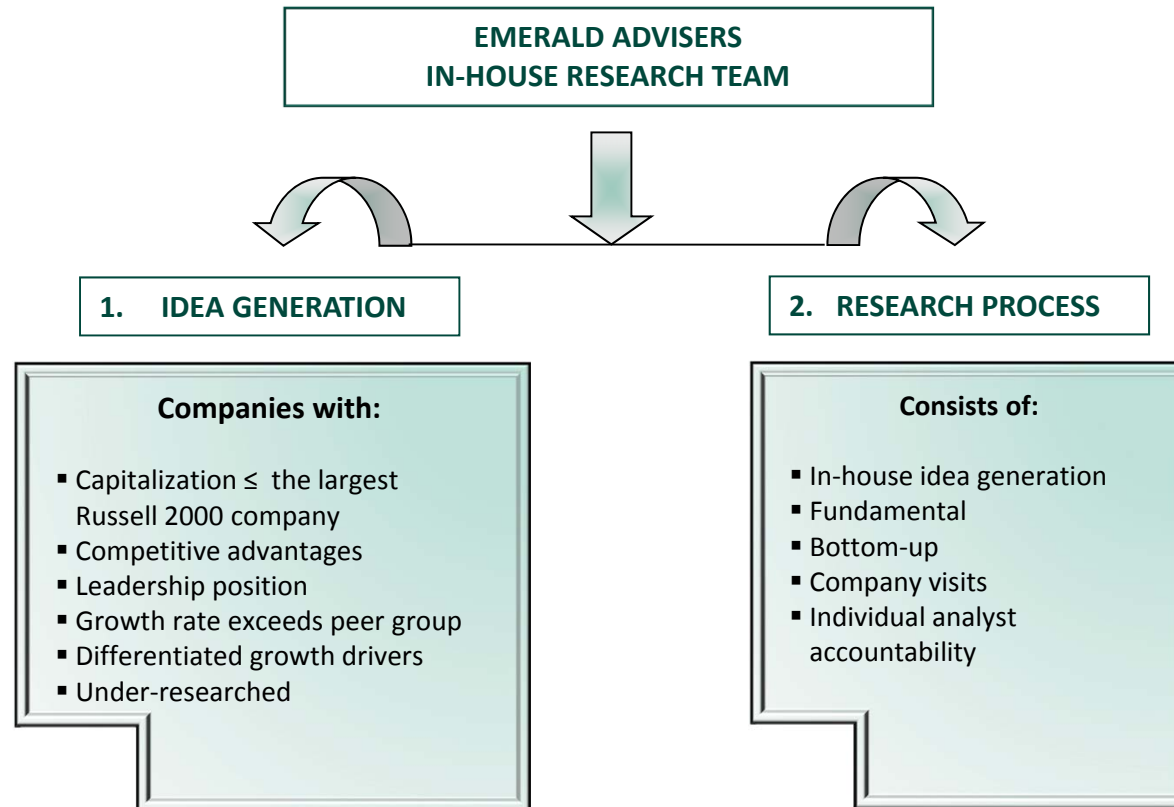 EMERALD ADVISERS
IN-HOUSE RESEARCH TEAM
1. IDEA GENERATION
Companies with:
▪ Capitalization ≤ the largest
Russell 2000 company
▪ Competitive advantages
▪ Leadership position
▪ Growth rate exceeds peer group
▪ Differentiated growth drivers
▪ Under-researched
2. RESEARCH PROCESS
Consists of:
▪ In-house idea generation
▪ Fundamental
▪ Bottom-up
▪ Company visits
▪ Individual analyst
accountability